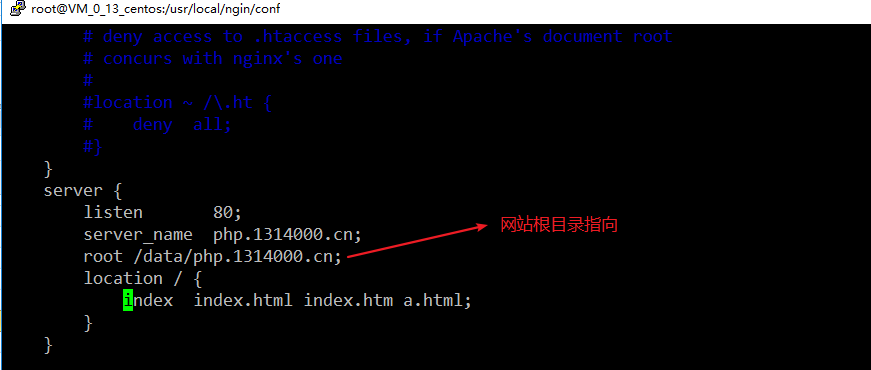 root@VM_0_13_centos:/usr/local/ngin/conf
# deny access to .htaccess files, if Apache's document root
# concurs with nginx's one
#
#location ~ /\.ht {
#    deny  all;
#}
}
server {
listen       80;
server_name  php.1314000.cn;
root /data/php.1314000.cn;
网站根目录指向
location / {
index  index.html index.htm a.html;
}
}